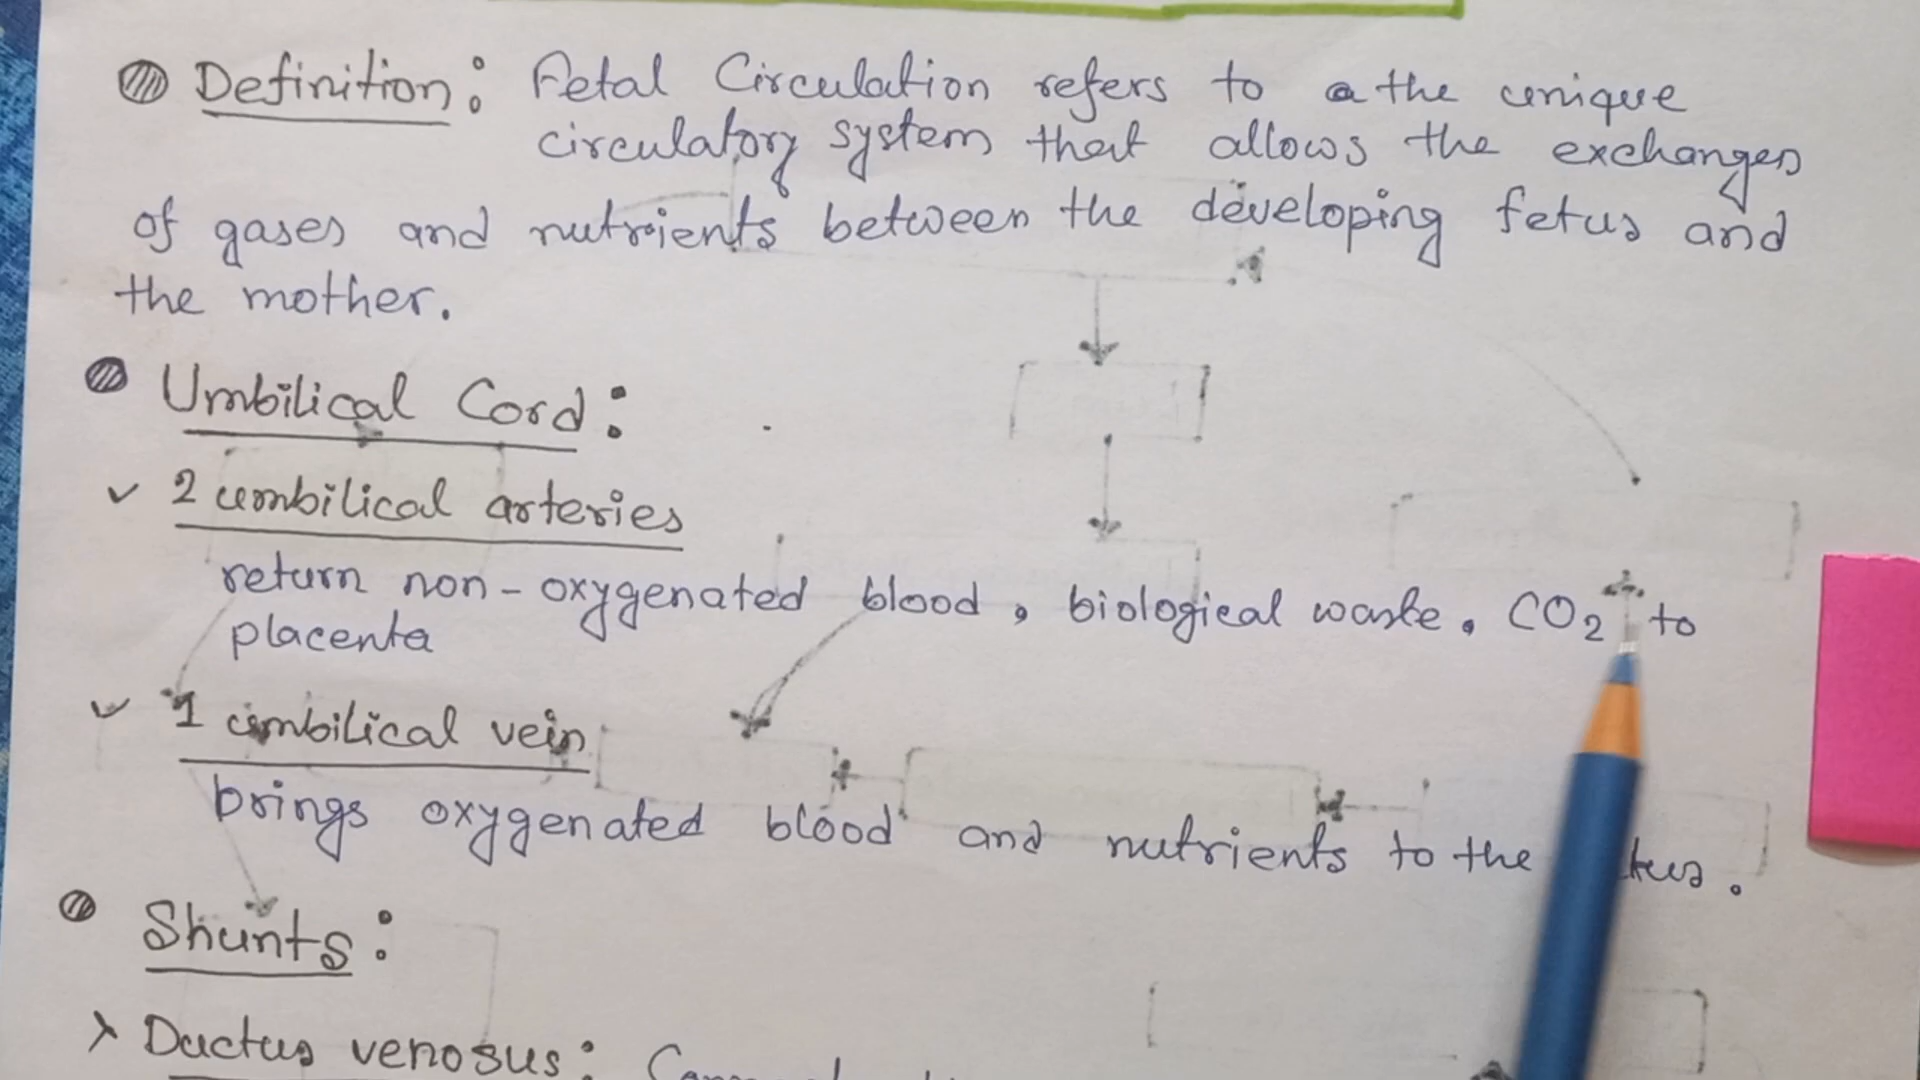 Definition: Fetal Circulation refers to a the unique
circulatory system that allows the exchanges
of gases and nutrients between the developing fetus and
the mother.
Umbilical Cord:
✓ 2 umbilical arteries
return non-oxygenated blood, biological waste. CO2 to
placenta
✓ 1 umbilical vein
brings oxygenated blood and nutrients to the
Shunts:
Ductus venosus: